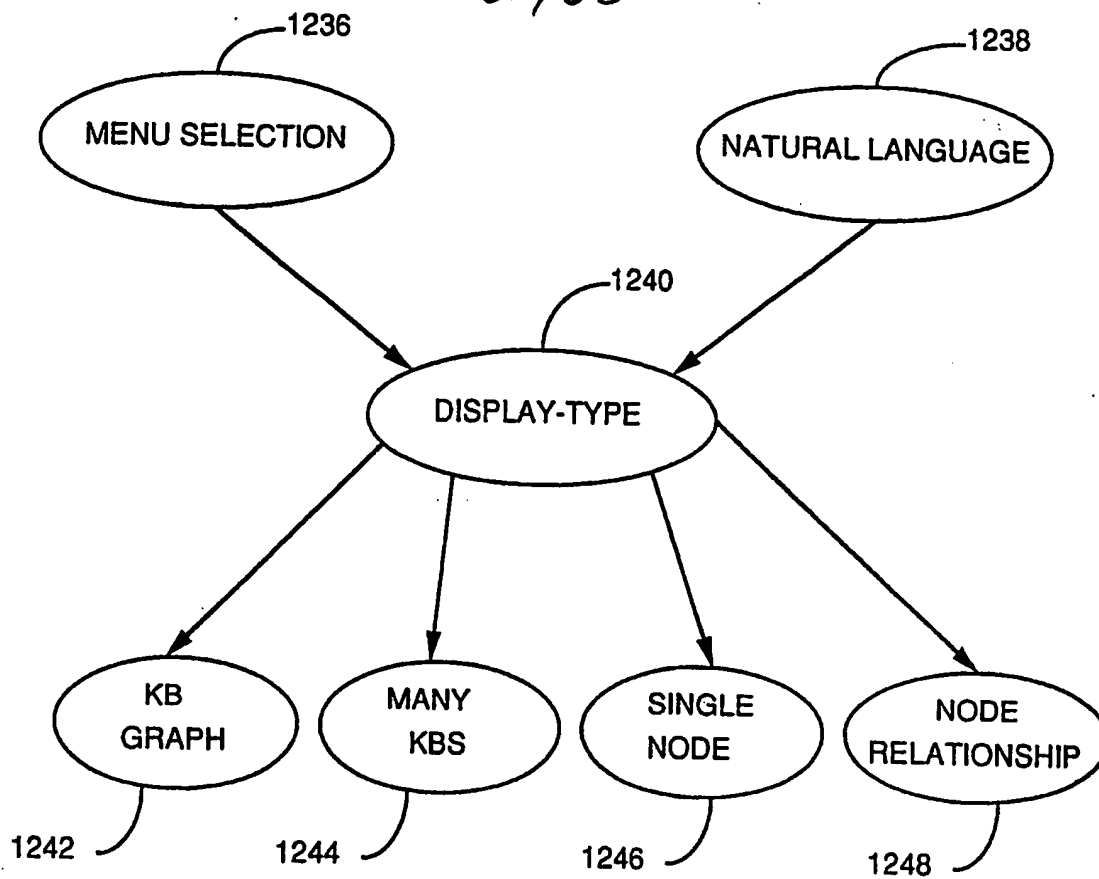 1236
1238
MENU SELECTION
NATURAL LANGUAGE
1240
DISPLAY-TYPE
KB
GRAPH
MANY
KBS
SINGLE
NODE
NODE
RELATIONSHIP
1242
1244
1246
1248